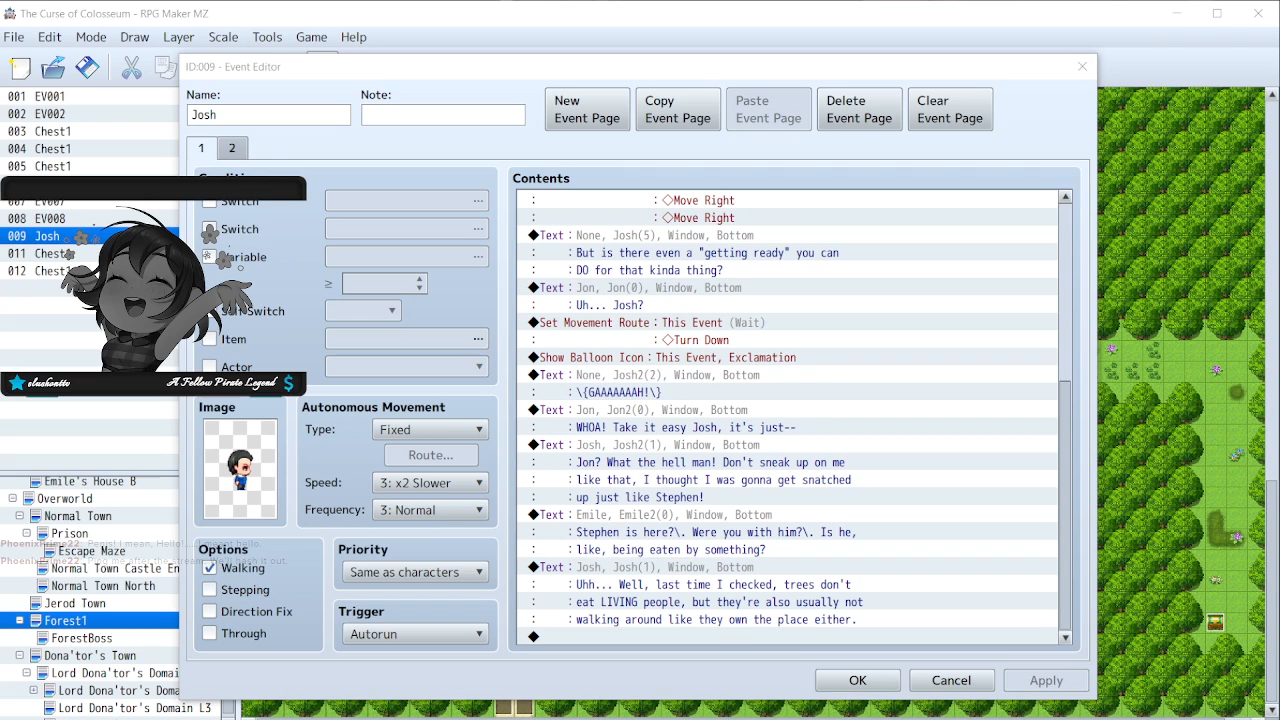 The Curse of Colosseum - RPG Maker MZ
File Edit Mode Draw Layer Scale Tools Game Help
ID:009 - Event Editor
Name:
Josh
Note:
New Event Page
Copy Event Page
Paste Event Page
Delete Event Page
Clear Event Page
1 2
001 EV001
002 EV002
003 Chest1
004 Chest1
005 Chest1
007 EV007
008 EV008
009 Josh
011 Chest
012 Chest
Switch
Switch
Variable
≥
Self Switch
Item
Actor
elushontv
A Fellow Pirate Legend
Image
Autonomous Movement
Type: Fixed
Route...
Speed: 3: x2 Slower
Frequency: 3: Normal
Options
Walking
Stepping
Direction Fix
Through
Priority
Same as characters
Trigger
Autorun
Contents
: : ◇Move Right
: : ◇Move Right
◆Text : None, Josh(5), Window, Bottom
: : But is there even a "getting ready" you can
: : DO for that kinda thing?
◆Text : Jon, Jon(0), Window, Bottom
: : Uh... Josh?
◆Set Movement Route : This Event (Wait)
: : ◇Turn Down
◆Show Balloon Icon : This Event, Exclamation
◆Text : None, Josh2(2), Window, Bottom
: : \{GAAAAAAAH!\}
◆Text : Jon, Jon2(0), Window, Bottom
: : WHOA! Take it easy Josh, it's just--
◆Text : Josh, Josh2(1), Window, Bottom
: : Jon? What the hell man! Don't sneak up on me
: : like that, I thought I was gonna get snatched
: : up just like Stephen!
◆Text : Emile, Emile2(0), Window, Bottom
: : Stephen is here?\. Were you with him?\. Is he,
: : like, being eaten by something?
◆Text : Josh, Josh(1), Window, Bottom
: : Uhh... Well, last time I checked, trees don't
: : eat LIVING people, but they're also usually not
: : walking around like they own the place either.
◆
OK Cancel Apply
Emile's House B
Overworld
Normal Town
Prison
Escape Maze
Normal Town Castle En
Normal Town North
Jerod Town
Forest1
ForestBoss
Dona'tor's Town
Lord Dona'tor's Domai
Lord Dona'tor's Doma
Lord Dona'tor's Domain L3